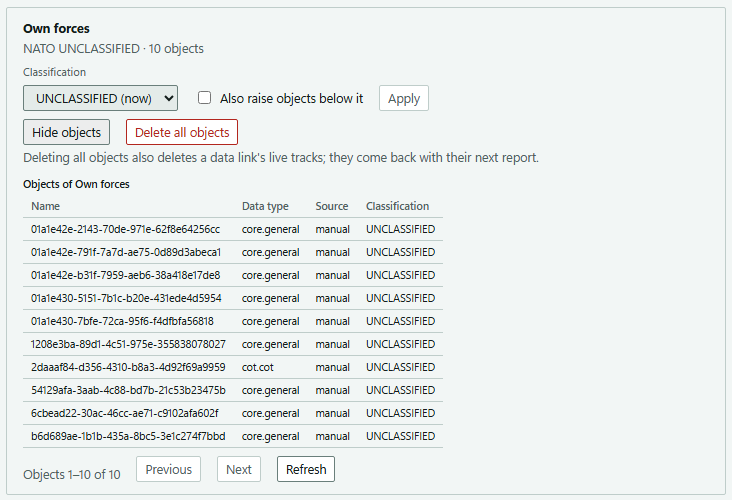 Own forces
NATO UNCLASSIFIED · 10 objects
Classification
UNCLASSIFIED (now) Also raise objects below it Apply
Hide objects Delete all objects
Deleting all objects also deletes a data link's live tracks; they come back with their next report.
Objects of Own forces
Name Data type Source Classification
01a1e42e-2143-70de-971e-62f8e64256cc core.general manual UNCLASSIFIED
01a1e42e-791f-7a7d-ae75-0d89d3abeca1 core.general manual UNCLASSIFIED
01a1e42e-b31f-7959-aeb6-38a418e17de8 core.general manual UNCLASSIFIED
01a1e430-5151-7b1c-b20e-431ede4d5954 core.general manual UNCLASSIFIED
01a1e430-7bfe-72ca-95f6-f4dfbfa56818 core.general manual UNCLASSIFIED
1208e3ba-89d1-4c51-975e-355838078027 core.general manual UNCLASSIFIED
2daaaf84-d356-4310-b8a3-4d92f69a9959 cot.cot manual UNCLASSIFIED
54129afa-3aab-4c88-bd7b-21c53b23475b core.general manual UNCLASSIFIED
6cbead22-30ac-46cc-ae71-c9102afa602f core.general manual UNCLASSIFIED
b6d689ae-1b1b-435a-8bc5-3e1c274f7bbd core.general manual UNCLASSIFIED
Objects 1–10 of 10 Previous Next Refresh